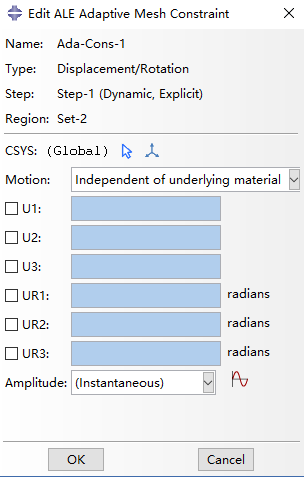 Edit ALE Adaptive Mesh Constraint
Name: Ada-Cons-1
Type: Displacement/Rotation
Step: Step-1 (Dynamic, Explicit)
Region: Set-2
CSYS: (Global)
Motion: Independent of underlying material
U1:
U2:
U3:
UR1: radians
UR2: radians
UR3: radians
Amplitude: (Instantaneous)
OK Cancel